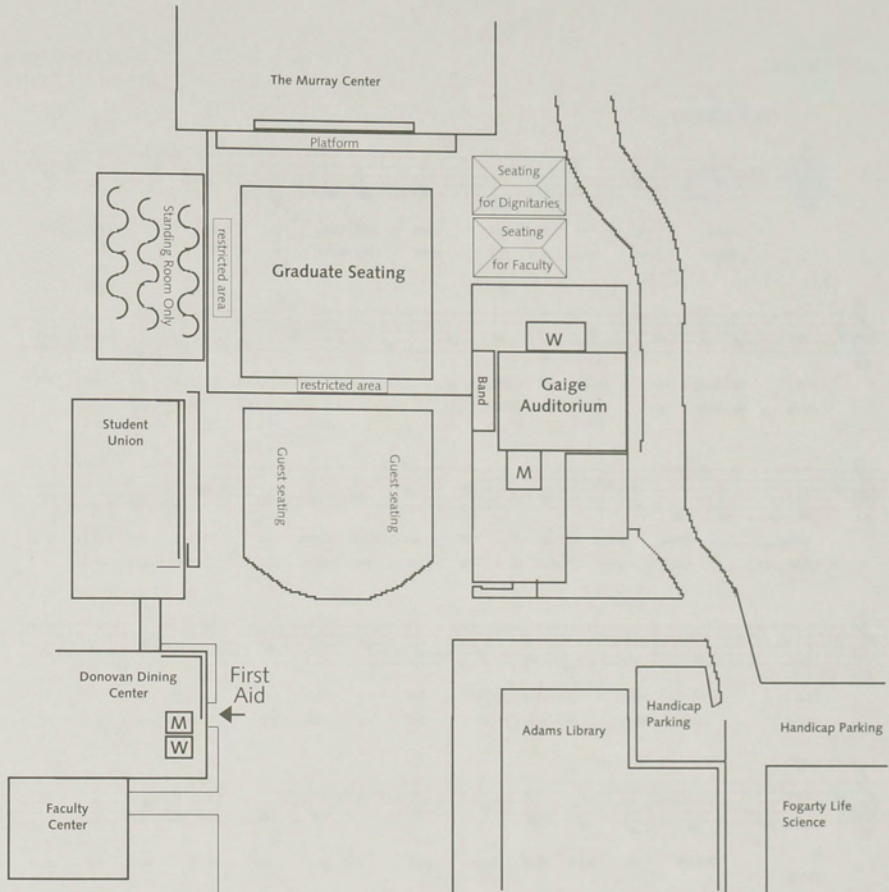 The Murray Center
Platform
Seating
for Dignitaries
Seating
for Faculty
Standing Room Only
restricted area
Graduate Seating
restricted area
W
Band
Gaige
Auditorium
M
Student
Union
Guest seating
Guest seating
Donovan Dining
Center
M
W
First
Aid
Faculty
Center
Adams Library
Handicap
Parking
Handicap Parking
Fogarty Life
Science